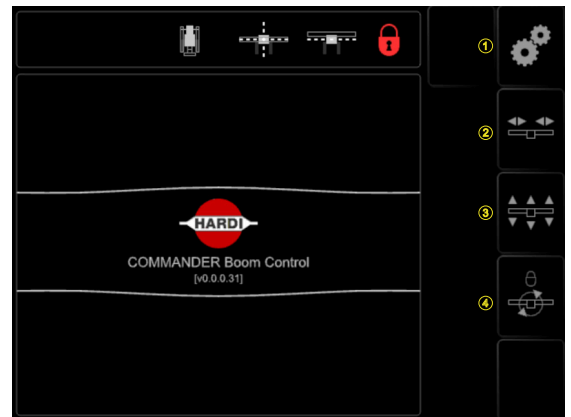 ①
②
HARDI
③
COMMANDER Boom Control
[v0.0.0.31]
④